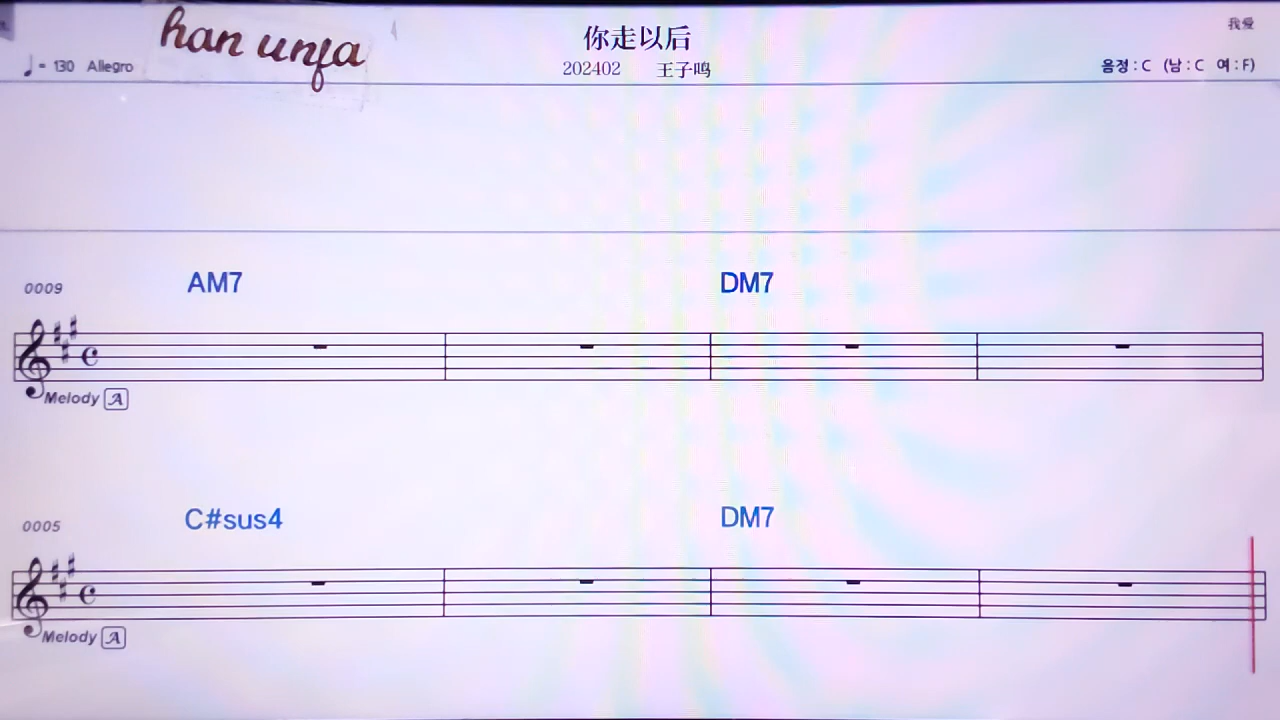 han unfa
你走以后
我爱
♩= 130 Allegro
202402 王子鸣
음정 : C (남 : C 여 : F)
0009
AM7 DM7
Melody A
0005
C#sus4 DM7
Melody A